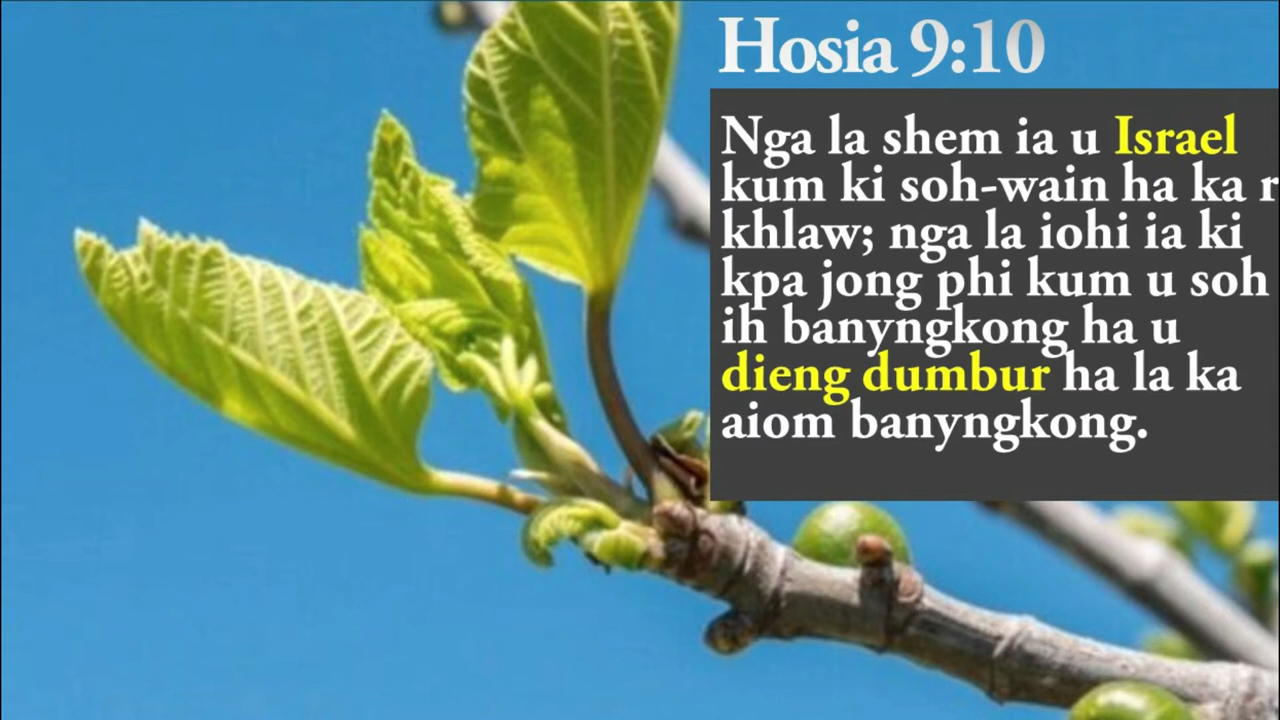 Hosia 9:10
Nga la shem ia u Israel
kum ki soh-wain ha ka
khlaw; nga la iohi ia ki
kpa jong phi kum u soh
ih banyngkong ha u
dieng dumbur ha la ka
aiom banyngkong.